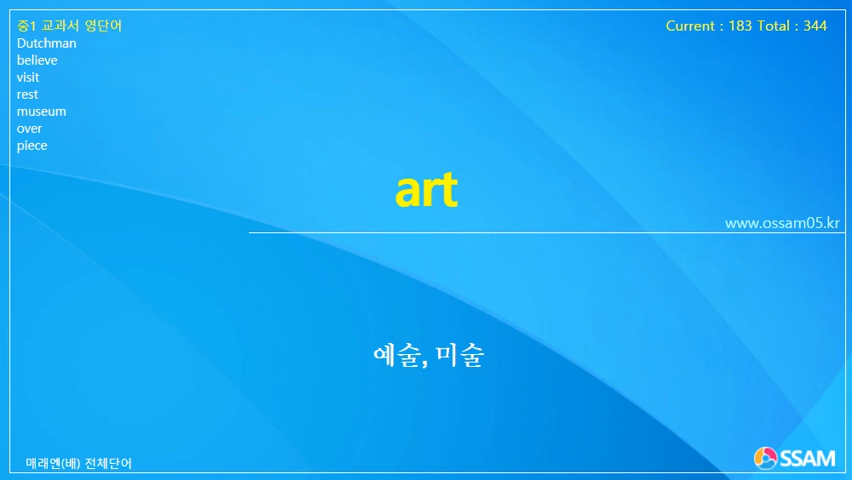 중1 교과서 영단어
Current : 183 Total : 344
Dutchman
believe
visit
rest
museum
over
piece
art
www.ossam05.kr
예술, 미술
매래엔(배) 전체단어
OSSAM